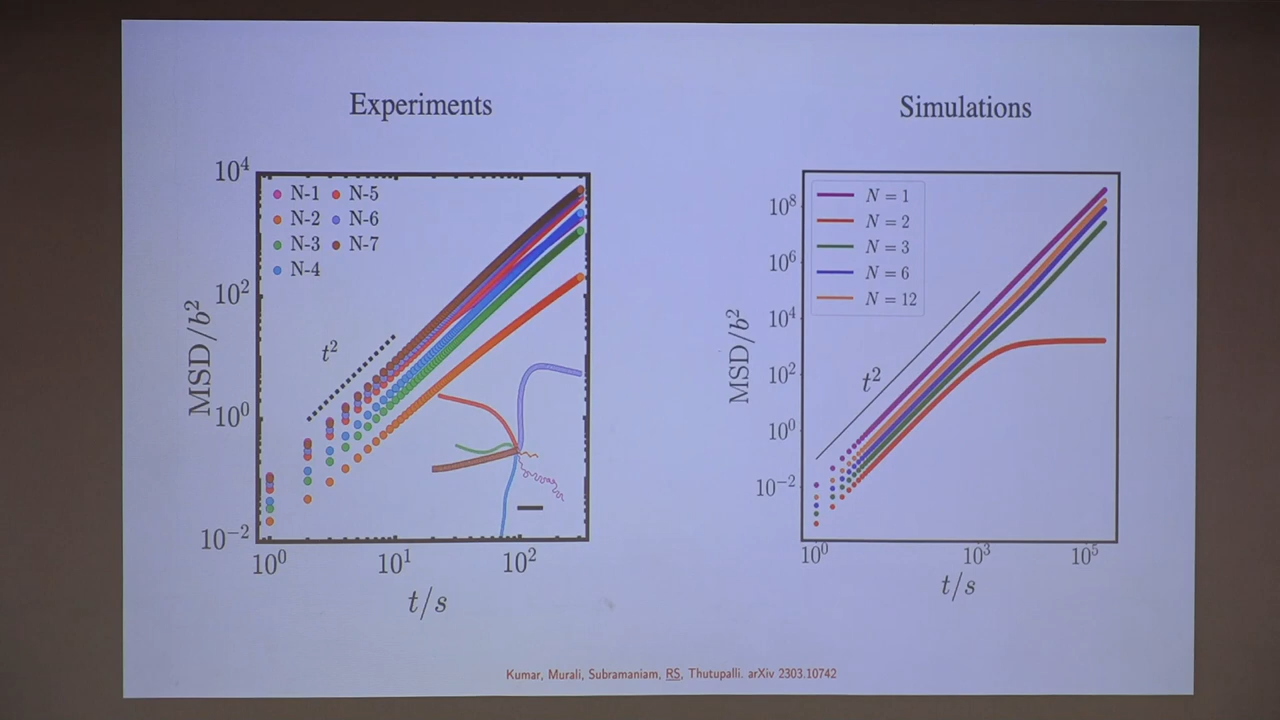 Experiments
Simulations
10^4
10^2
10^0
10^-2
MSD/b^2
N-1
N-5
N-2
N-6
N-3
N-7
N-4
t^2
10^0
10^1
10^2
t/s
10^8
10^6
10^4
10^2
10^0
10^-2
MSD/b^2
N = 1
N = 2
N = 3
N = 6
N = 12
t^2
10^0
10^3
10^5
t/s
Kumar, Murali, Subramaniam, RS, Thutupalli. arXiv 2303.10742